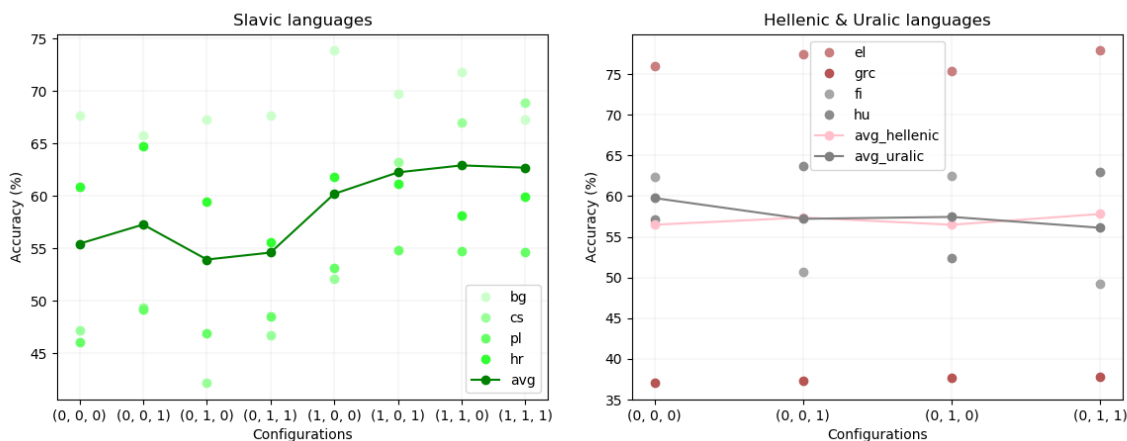 Slavic languages
75
70
65
60
55
50
45
Accuracy (%)
bg
cs
pl
hr
avg
(0, 0, 0) (0, 0, 1) (0, 1, 0) (0, 1, 1) (1, 0, 0) (1, 0, 1) (1, 1, 0) (1, 1, 1)
Configurations
Hellenic & Uralic languages
75
70
65
60
55
50
45
40
35
Accuracy (%)
el
grc
fi
hu
avg_hellenic
avg_uralic
(0, 0, 0) (0, 0, 1) (0, 1, 0) (0, 1, 1)
Configurations